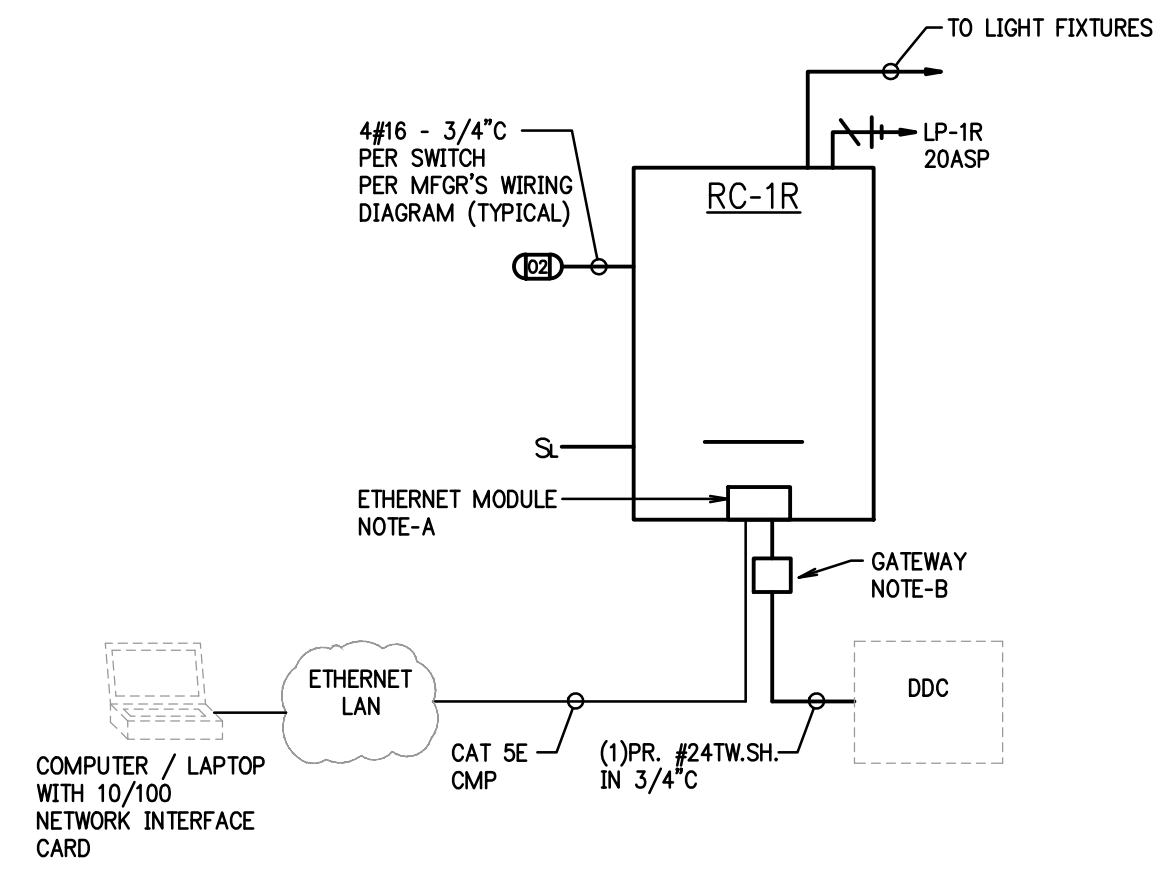 TO LIGHT FIXTURES
4#16 - 3/4"C
PER SWITCH
PER MFGR'S WIRING
DIAGRAM (TYPICAL)
LP-1R
20ASP
RC-1R
02
SL
ETHERNET MODULE
NOTE-A
GATEWAY
NOTE-B
ETHERNET
LAN
DDC
CAT 5E
CMP
(1)PR. #24TW.SH.
IN 3/4"C
COMPUTER / LAPTOP
WITH 10/100
NETWORK INTERFACE
CARD